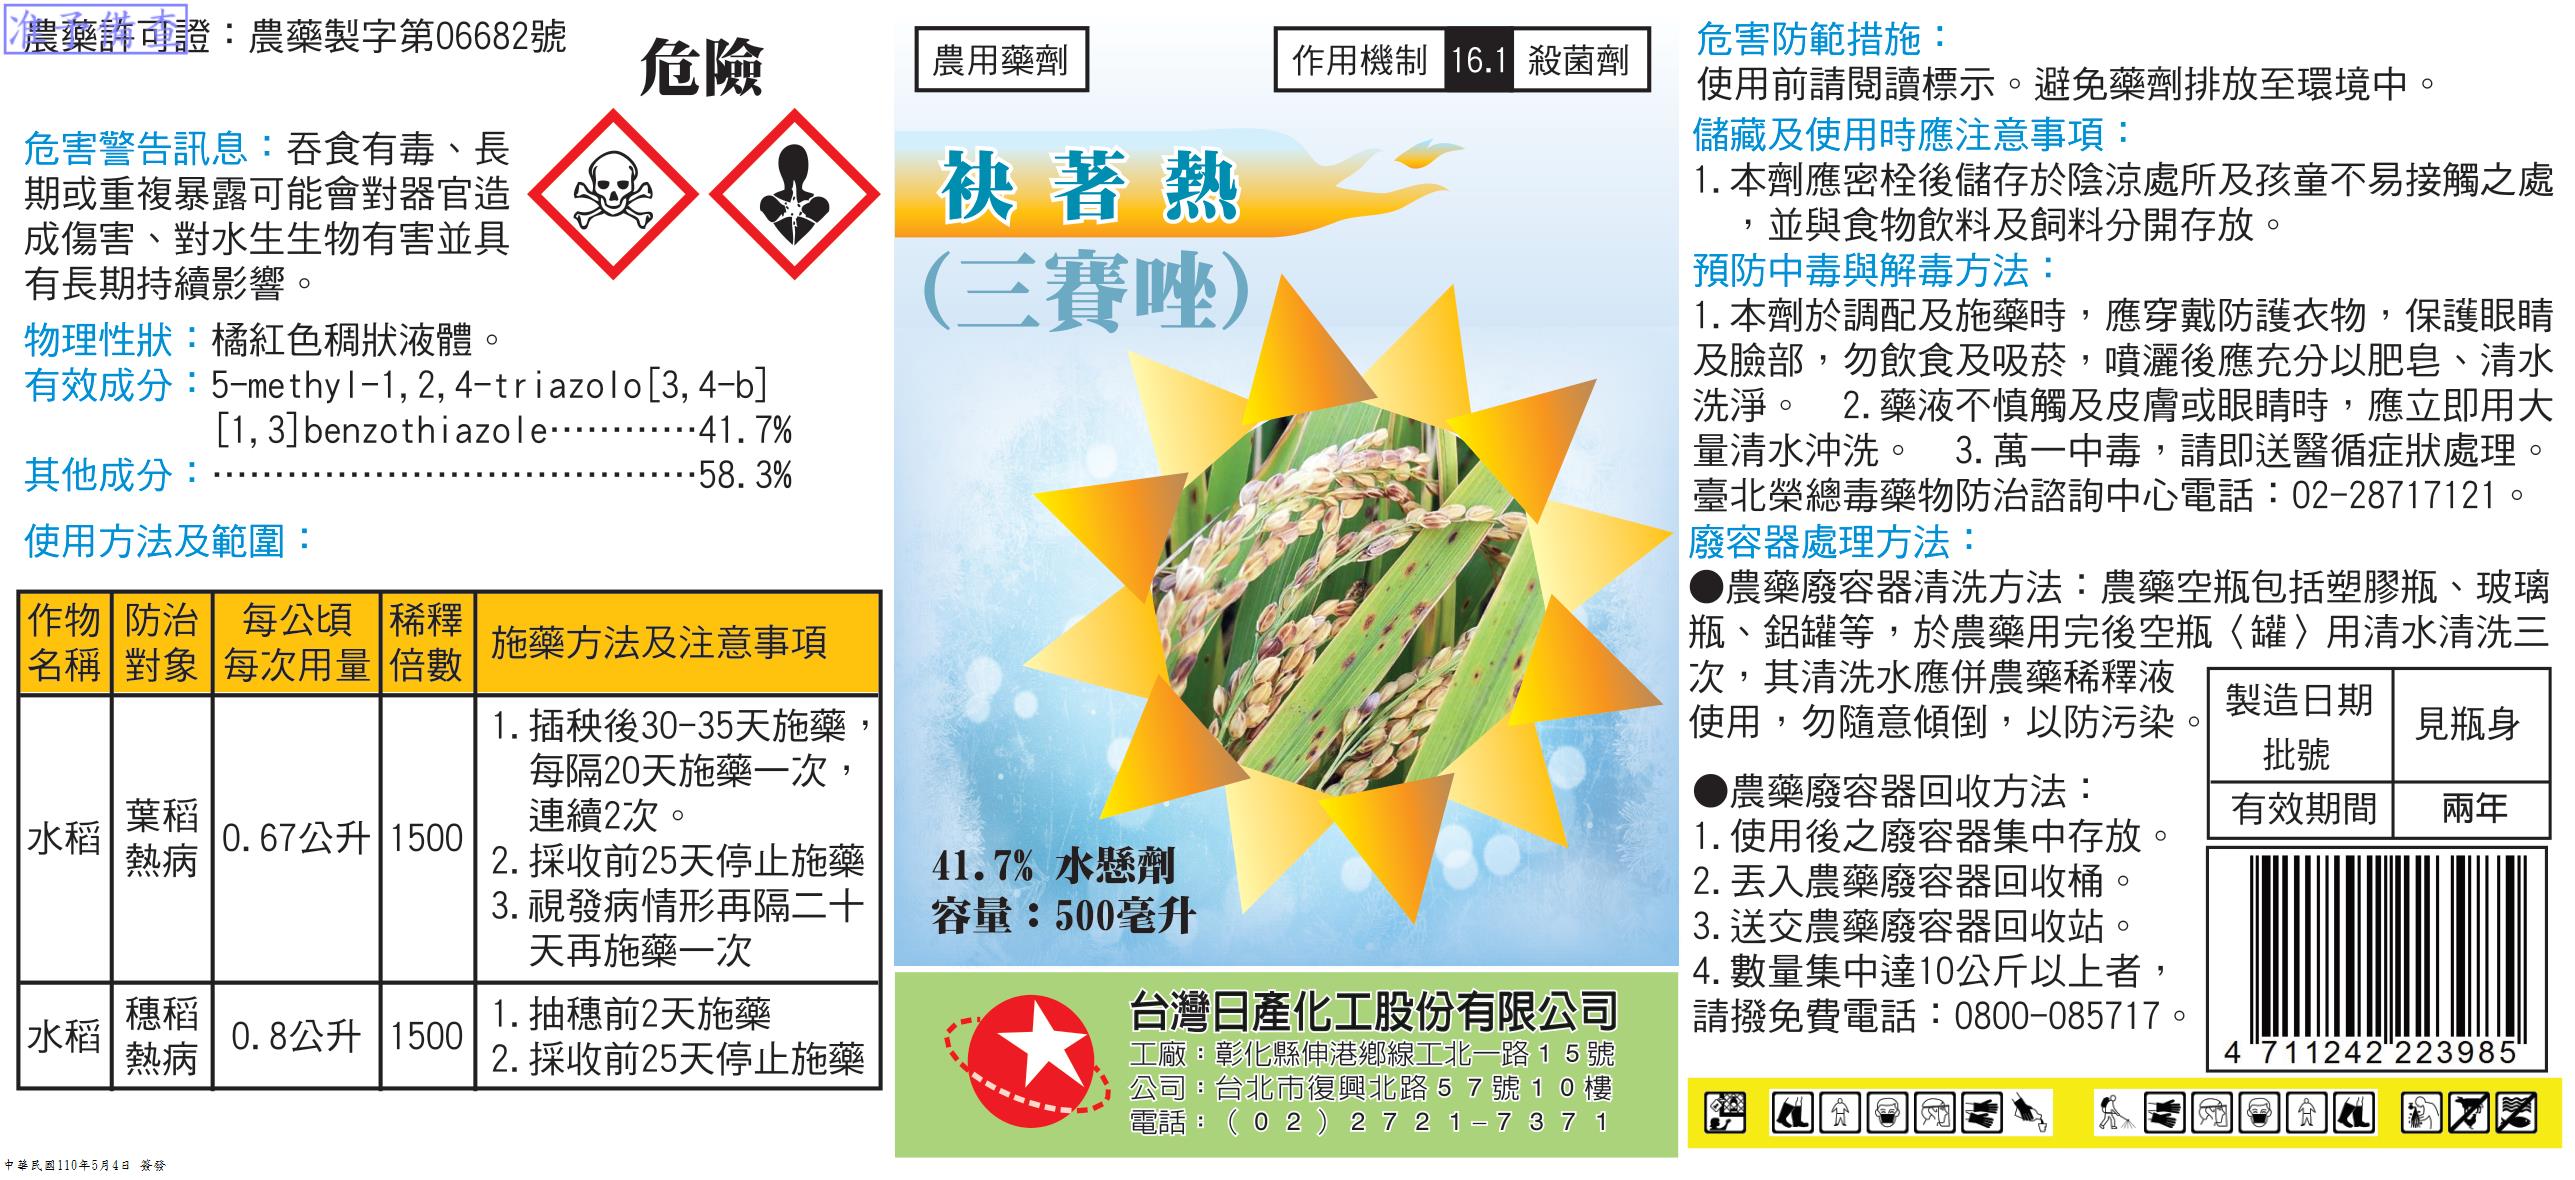 准予備查
農藥許可證：農藥製字第06682號
危險
危害警告訊息：吞食有毒、長
期或重複暴露可能會對器官造
成傷害、對水生生物有害並具
有長期持續影響。
物理性狀：橘紅色稠狀液體。
有效成分：5-methyl-1,2,4-triazolo[3,4-b]
[1,3]benzothiazole…………41.7%
其他成分：…………………………………58.3%
使用方法及範圍：
作物名稱 防治對象 每公頃每次用量 稀釋倍數 施藥方法及注意事項
水稻 葉稻熱病 0.67公升 1500
1.插秧後30-35天施藥，
每隔20天施藥一次，
連續2次。
2.採收前25天停止施藥
3.視發病情形再隔二十
天再施藥一次
水稻 穗稻熱病 0.8公升 1500
1.抽穗前2天施藥
2.採收前25天停止施藥
中華民國110年5月4日 簽發
農用藥劑
作用機制 16.1 殺菌劑
袂著熱
(三賽唑)
41.7% 水懸劑
容量：500毫升
台灣日產化工股份有限公司
工廠：彰化縣伸港鄉線工北一路15號
公司：台北市復興北路57號10樓
電話：(02)2721-7371
危害防範措施：
使用前請閱讀標示。避免藥劑排放至環境中。
儲藏及使用時應注意事項：
1.本劑應密栓後儲存於陰涼處所及孩童不易接觸之處
，並與食物飲料及飼料分開存放。
預防中毒與解毒方法：
1.本劑於調配及施藥時，應穿戴防護衣物，保護眼睛
及臉部，勿飲食及吸菸，噴灑後應充分以肥皂、清水
洗淨。 2.藥液不慎觸及皮膚或眼睛時，應立即用大
量清水沖洗。 3.萬一中毒，請即送醫循症狀處理。
臺北榮總毒藥物防治諮詢中心電話：02-28717121。
廢容器處理方法：
●農藥廢容器清洗方法：農藥空瓶包括塑膠瓶、玻璃
瓶、鋁罐等，於農藥用完後空瓶〈罐〉用清水清洗三
次，其清洗水應併農藥稀釋液
使用，勿隨意傾倒，以防污染。
●農藥廢容器回收方法：
1.使用後之廢容器集中存放。
2.丟入農藥廢容器回收桶。
3.送交農藥廢容器回收站。
4.數量集中達10公斤以上者，
請撥免費電話：0800-085717。
製造日期
批號
見瓶身
有效期間 兩年
4 711242 223985